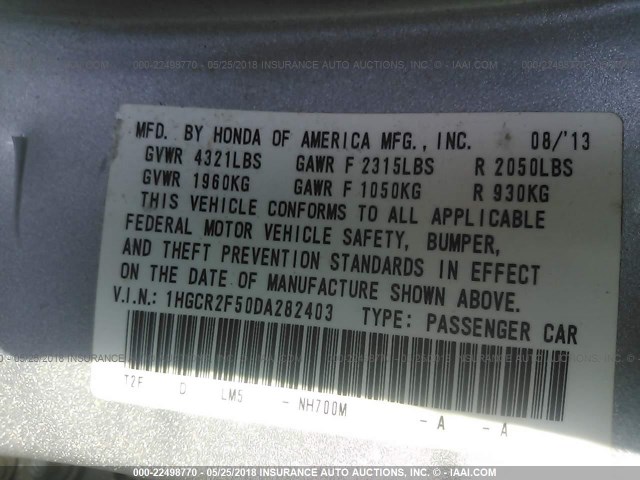 000-22498770 - 05/25/2018 - INSURANCE AUTO AUCTIONS, INC. © - IAAI.COM
MFD. BY HONDA OF AMERICA MFG., INC. 08/'13
GVWR 4321LBS GAWR F 2315LBS R 2050LBS
GVWR 1960KG GAWR F 1050KG R 930KG
THIS VEHICLE CONFORMS TO ALL APPLICABLE
FEDERAL MOTOR VEHICLE SAFETY, BUMPER,
AND THEFT PREVENTION STANDARDS IN EFFECT
ON THE DATE OF MANUFACTURE SHOWN ABOVE.
V.I.N.: 1HGCR2F50DA282403 TYPE: PASSENGER CAR
T2F D LM5 - NH700M - A - A
000-22498770 - 05/25/2018 - INSURANCE AUTO AUCTIONS, INC. © - IAAI.COM